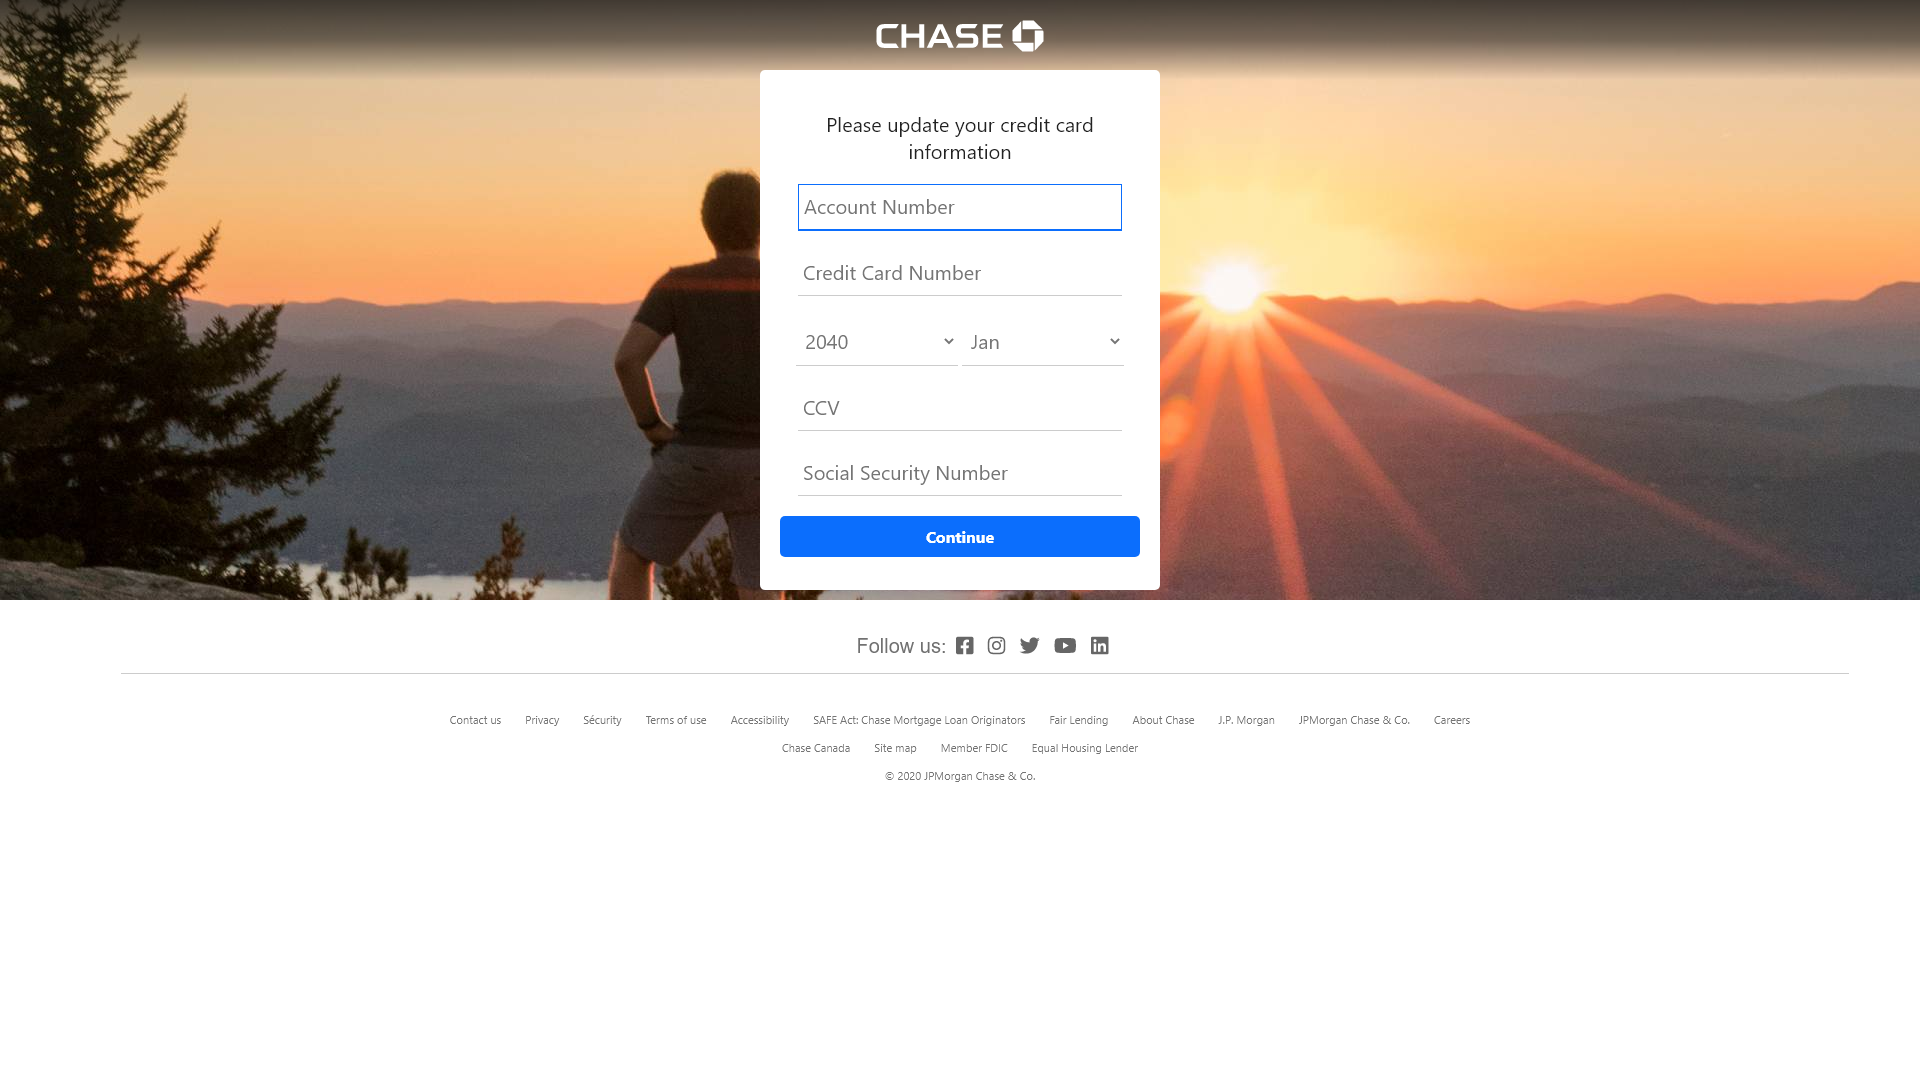 CHASE
Please update your credit card
information
Account Number
Credit Card Number
2040 Jan
CCV
Social Security Number
Continue
Follow us:
Contact us Privacy Sécurity Terms of use Accessibility SAFE Act: Chase Mortgage Loan Originators Fair Lending About Chase J.P. Morgan JPMorgan Chase & Co. Careers
Chase Canada Site map Member FDIC Equal Housing Lender
© 2020 JPMorgan Chase & Co.